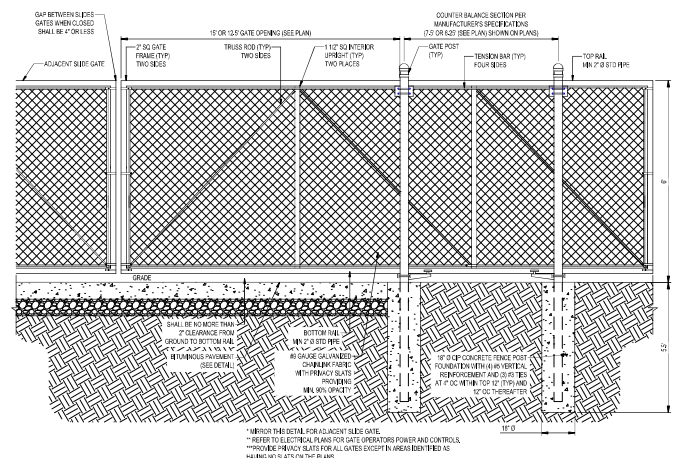 GAP BETWEEN SLIDES
GATES WHEN CLOSED
SHALL BE 4" OR LESS
15' OR 12.5' GATE OPENING (SEE PLAN)
COUNTER BALANCE SECTION PER
MANUFACTURER'S SPECIFICATION
(7.5' OR 6.25' (SEE PLAN) SHOWN ON PLANS)
ADJACENT SLIDE GATE
2" SQ GATE
FRAME (TYP)
TWO SIDES
TRUSS ROD (TYP)
TWO SIDES
1 1/2" SQ INTERIOR
UPRIGHT (TYP)
TWO PLACES
GATE POST
(TYP)
TENSION BAR (TYP)
FOUR SIDES
TOP RAIL
MIN 2" Ø STD PIPE
6'
GRADE
SHALL BE NO MORE THAN
2" CLEARANCE FROM
GROUND TO BOTTOM RAIL
BITUMINOUS PAVEMENT
(SEE DETAIL)
BOTTOM RAIL
MIN 2" Ø STD PIPE
#9 GAUGE GALVANIZED
CHAINLINK FABRIC
WITH PRIVACY SLATS
PROVIDING
MIN. 90% OPACITY
18" Ø CIP CONCRETE FENCE POST
FOUNDATION WITH (4) #5 VERTICAL
REINFORCEMENT AND (3) #3 TIES
AT 4" OC WITHIN TOP 12" (TYP) AND
12" OC THEREAFTER
5.5'
18" Ø
* MIRROR THIS DETAIL FOR ADJACENT SLIDE GATE.
** REFER TO ELECTRICAL PLANS FOR GATE OPERATORS POWER AND CONTROLS.
***PROVIDE PRIVACY SLATS FOR ALL GATES EXCEPT IN AREAS IDENTIFIED AS
HAVING NO SLATS ON THE PLANS